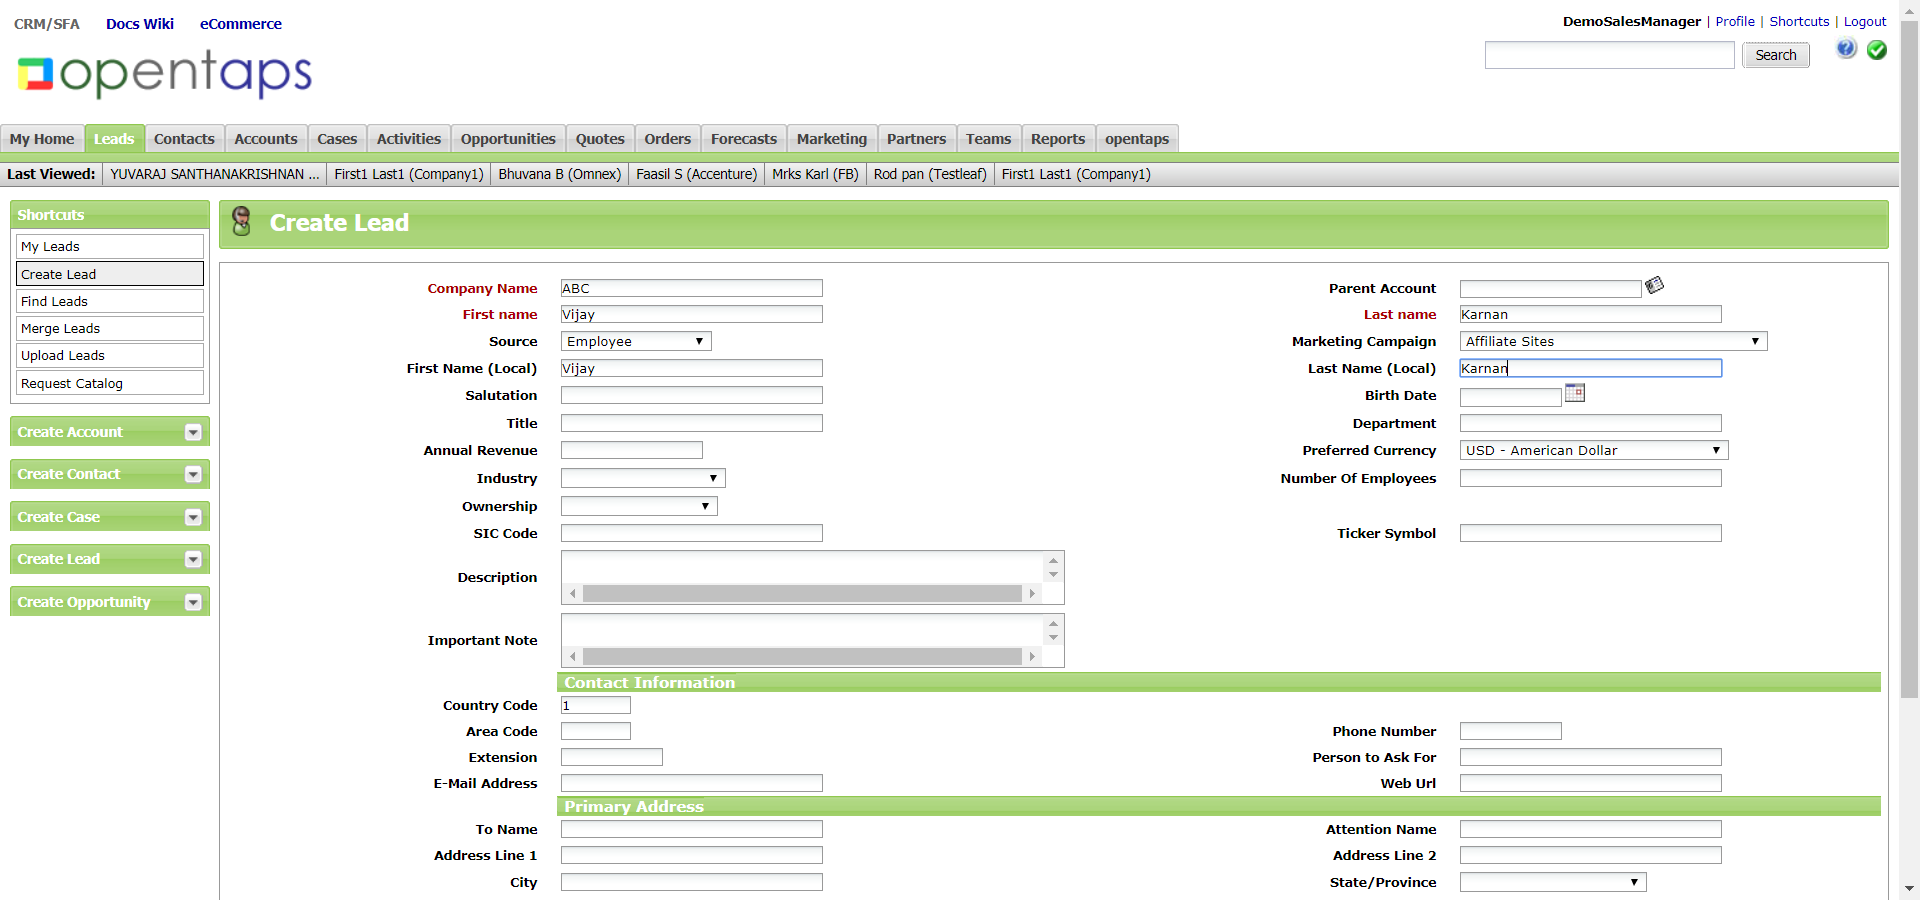 CRM/SFA Docs Wiki eCommerce
DemoSalesManager | Profile | Shortcuts | Logout
Search
opentaps
My Home Leads Contacts Accounts Cases Activities Opportunities Quotes Orders Forecasts Marketing Partners Teams Reports opentaps
Last Viewed: YUVARAJ SANTHANAKRISHNAN ... First1 Last1 (Company1) Bhuvana B (Omnex) Faasil S (Accenture) Mrks Karl (FB) Rod pan (Testleaf) First1 Last1 (Company1)
Shortcuts
My Leads
Create Lead
Find Leads
Merge Leads
Upload Leads
Request Catalog
Create Account
Create Contact
Create Case
Create Lead
Create Opportunity
Create Lead
Company Name ABC Parent Account
First name Vijay Last name Karnan
Source Employee Marketing Campaign Affiliate Sites
First Name (Local) Vijay Last Name (Local) Karnan
Salutation Birth Date
Title Department
Annual Revenue Preferred Currency USD - American Dollar
Industry Number Of Employees
Ownership
SIC Code Ticker Symbol
Description
Important Note
Contact Information
Country Code 1
Area Code Phone Number
Extension Person to Ask For
E-Mail Address Web Url
Primary Address
To Name Attention Name
Address Line 1 Address Line 2
City State/Province